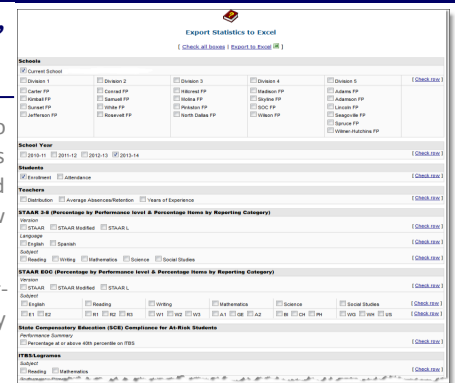 Export Statistics to Excel
[ Check all boxes | Export to Excel ]
Schools
Current School
Division 1 Division 2 Division 3 Division 4 Division 5 [ Check row ]
Carter FP Conrad FP Hillcrest FP Madison FP Adams FP
Kimball FP Samuel FP Molina FP Skyline FP Adamson FP
Sunset FP White FP Pinkston FP SOC FP Lincoln FP
Jefferson FP Roosevelt FP North Dallas FP Wilson FP Seagoville FP
Spruce FP
Wilmer-Hutchins FP
School Year
2010-11 2011-12 2012-13 2013-14 [ Check row ]
Students
Enrollment Attendance [ Check row ]
Teachers
Distribution Average Absences/Retention Years of Experience [ Check row ]
STAAR 3-8 (Percentage by Performance level & Percentage Items by Reporting Category)
Version
STAAR STAAR Modified STAAR L [ Check row ]
Language
English Spanish [ Check row ]
Subject
Reading Writing Mathematics Science Social Studies [ Check row ]
STAAR EOC (Percentage by Performance level & Percentage Items by Reporting Category)
Version
STAAR STAAR Modified STAAR L [ Check row ]
Subject
English Reading Writing Mathematics Science Social Studies [ Check row ]
E1 E2 R1 R2 R3 W1 W2 W3 A1 GE A2 BI CH PH WG WH US [ Check row ]
State Compensatory Education (SCE) Compliance for At-Risk Students
Performance Summary
Percentage at or above 40th percentile on ITBS [ Check row ]
ITBS/Logramos
Subject
Reading Mathematics [ Check row ]